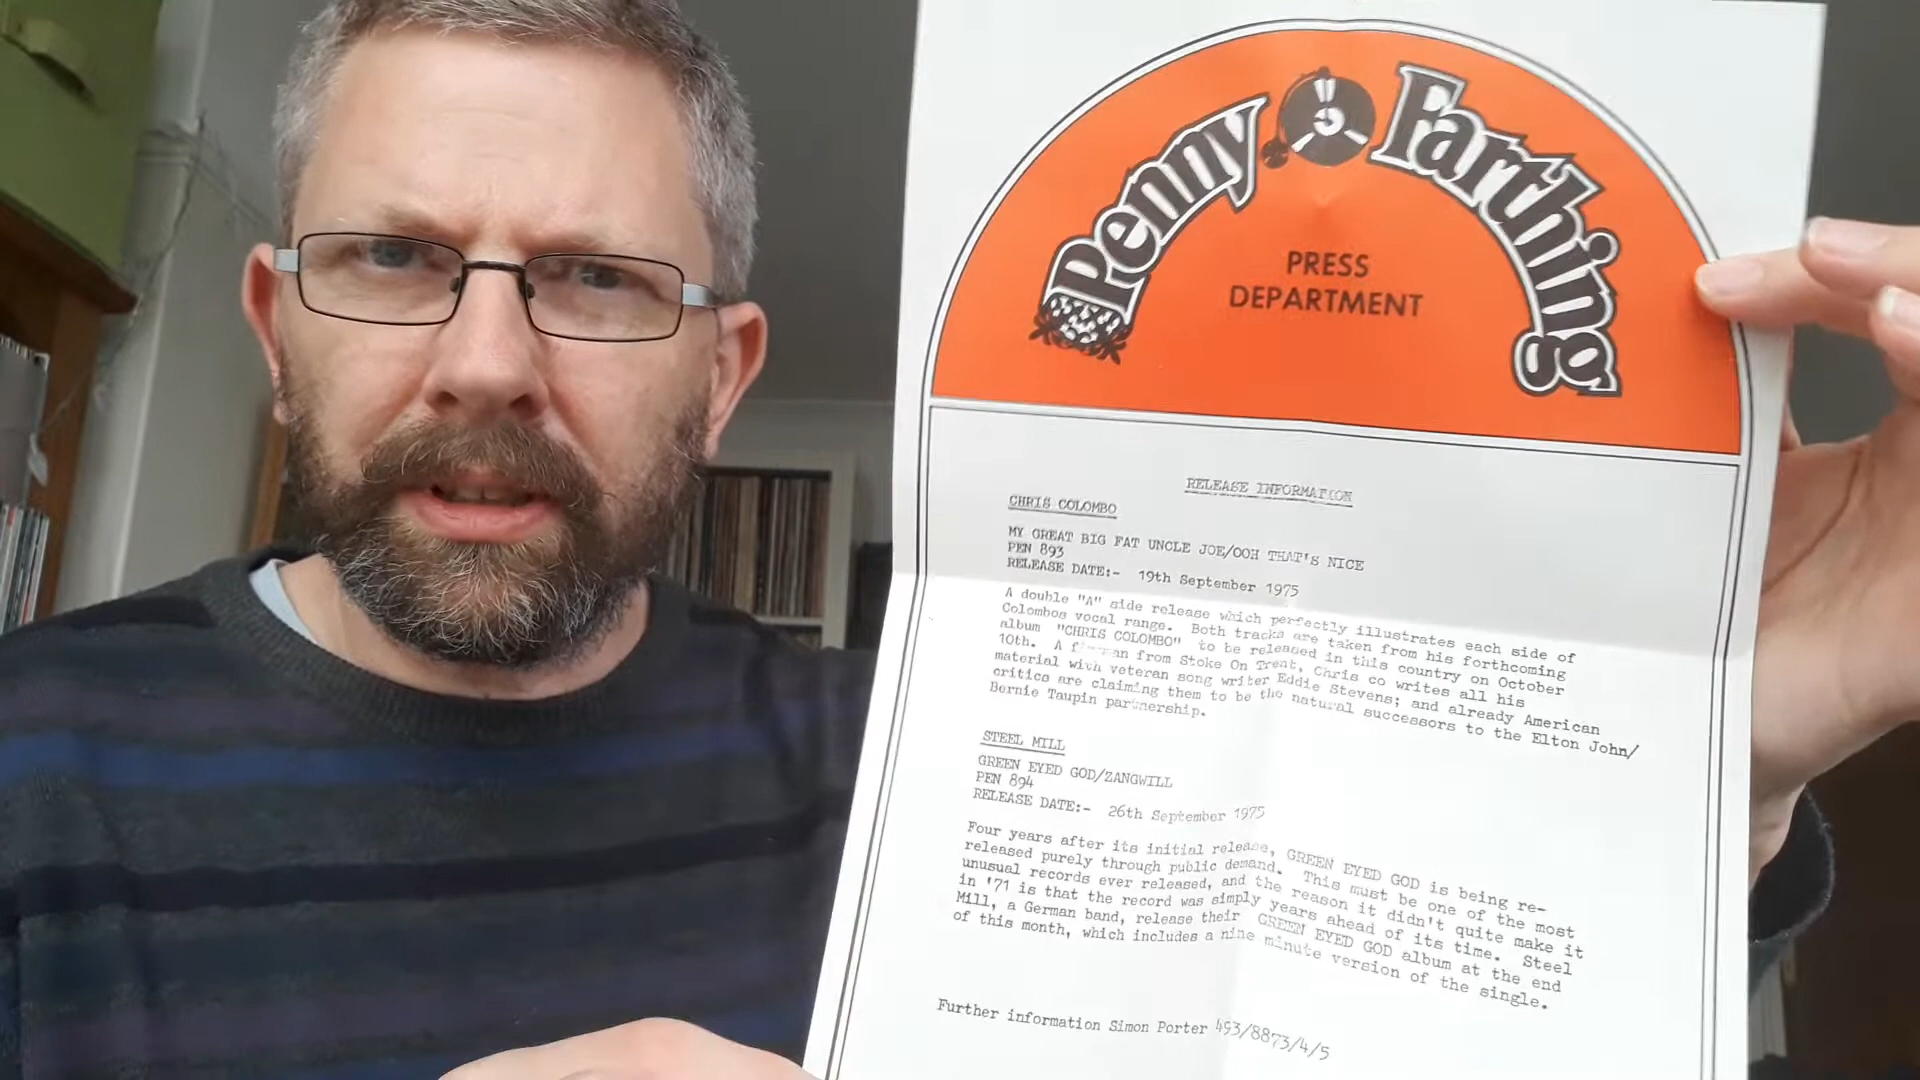 Penny Farthing
PRESS
DEPARTMENT
RELEASE INFORMATION
CHRIS COLOMBO
MY GREAT BIG FAT UNCLE JOE/OOH THAT'S NICE
PEN 893
RELEASE DATE:- 19th September 1975
A double "A" side release which perfectly illustrates each side of
Colombos vocal range. Both tracks are taken from his forthcoming
album "CHRIS COLOMBO" to be released in this country on October
10th. A from Stoke On Trent, Chris co writes all his
material with veteran song writer Eddie Stevens; and already American
critics are claiming them to be the natural successors to the Elton John/
Bernie Taupin partnership.
STEEL MILL
GREEN EYED GOD/ZANGWILL
PEN 894
RELEASE DATE:- 26th September 1975
Four years after its initial release, GREEN EYED GOD is being re-
released purely through public demand. This must be one of the most
unusual records ever released, and the reason it didn't quite make it
in '71 is that the record was simply years ahead of its time. Steel
Mill, a German band, release their GREEN EYED GOD album at the end
of this month, which includes a nine minute version of the single.
Further information Simon Porter 493/8873/4/5